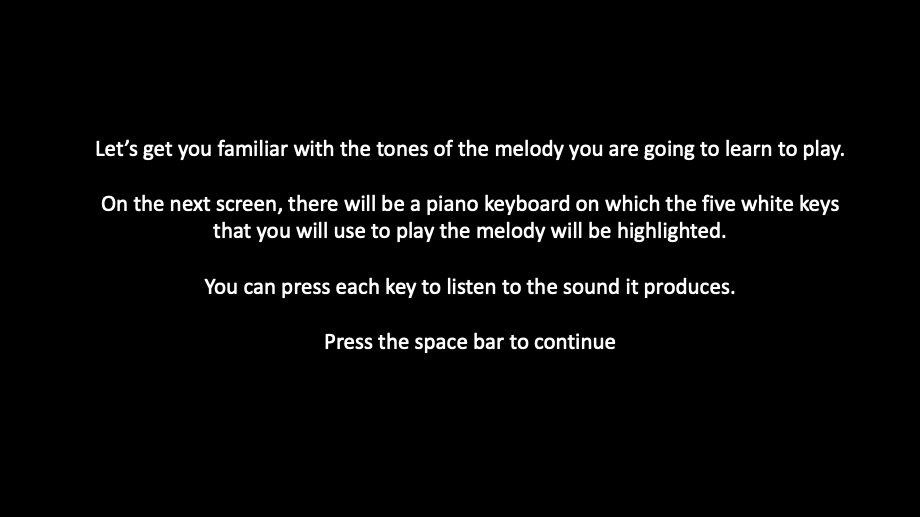 Let’s get you familiar with the tones of the melody you are going to learn to play.
On the next screen, there will be a piano keyboard on which the five white keys
that you will use to play the melody will be highlighted.
You can press each key to listen to the sound it produces.
Press the space bar to continue